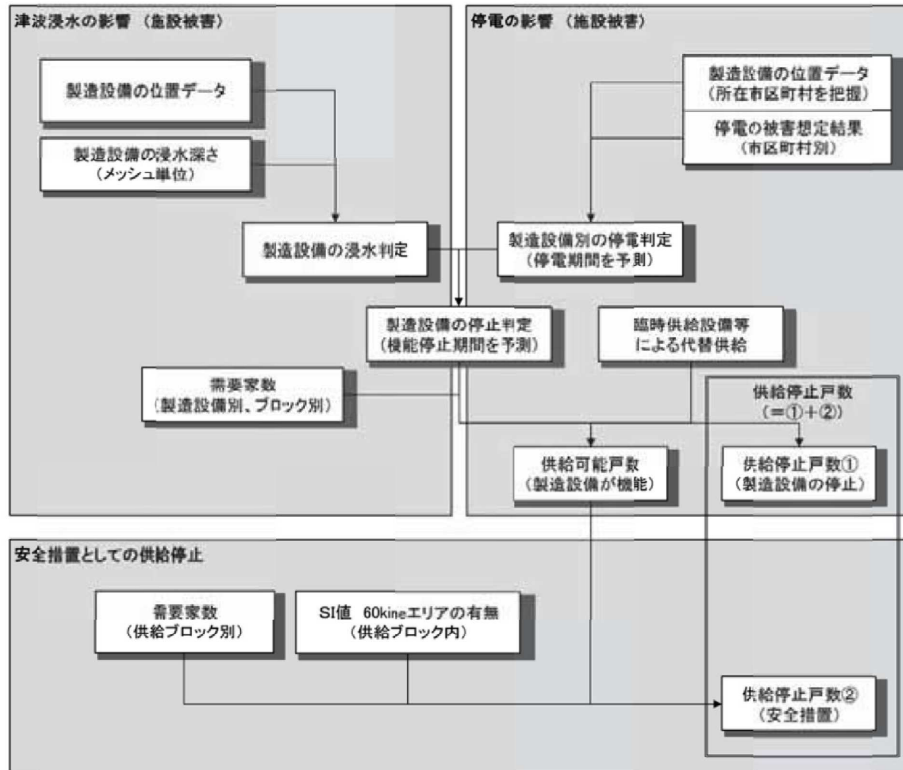 津波浸水の影響（施設被害）
製造設備の位置データ
製造設備の浸水深さ
（メッシュ単位）
製造設備の浸水判定
停電の影響（施設被害）
製造設備の位置データ
（所在市区町村を把握）
停電の被害想定結果
（市区町村別）
製造設備別の停電判定
（停電期間を予測）
製造設備の停止判定
（機能停止期間を予測）
臨時供給設備等
による代替供給
需要家数
（製造設備別、ブロック別）
供給停止戸数
（＝①＋②）
供給可能戸数
（製造設備が機能）
供給停止戸数①
（製造設備の停止）
安全措置としての供給停止
需要家数
（供給ブロック別）
SI値 60kineエリアの有無
（供給ブロック内）
供給停止戸数②
（安全措置）